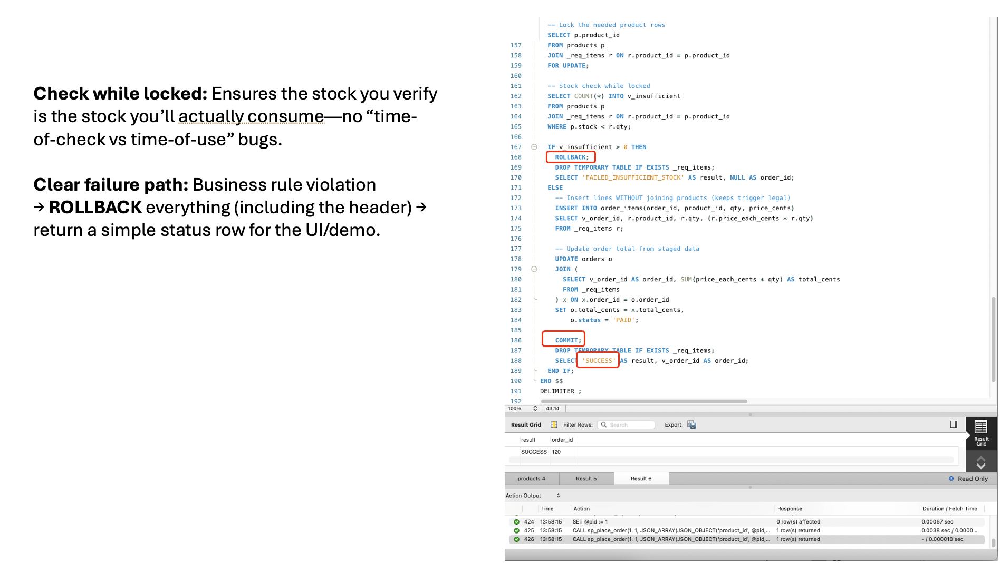 Check while locked: Ensures the stock you verify
is the stock you’ll actually consume—no “time-
of-check vs time-of-use” bugs.
Clear failure path: Business rule violation
→ ROLLBACK everything (including the header) →
return a simple status row for the UI/demo.
-- Lock the needed product rows
SELECT p.product_id
157 FROM products p
158 JOIN _req_items r ON r.product_id = p.product_id
159 FOR UPDATE;
160
161 -- Stock check while locked
162 SELECT COUNT(*) INTO v_insufficient
163 FROM products p
164 JOIN _req_items r ON r.product_id = p.product_id
165 WHERE p.stock < r.qty;
166
167 IF v_insufficient > 0 THEN
168 ROLLBACK;
169 DROP TEMPORARY TABLE IF EXISTS _req_items;
170 SELECT 'FAILED_INSUFFICIENT_STOCK' AS result, NULL AS order_id;
171 ELSE
172 -- Insert lines WITHOUT joining products (keeps trigger legal)
173 INSERT INTO order_items(order_id, product_id, qty, price_cents)
174 SELECT v_order_id, r.product_id, r.qty, (r.price_each_cents * r.qty)
175 FROM _req_items r;
176
177 -- Update order total from staged data
178 UPDATE orders o
179 JOIN (
180 SELECT v_order_id AS order_id, SUM(price_each_cents * qty) AS total_cents
181 FROM _req_items
182 ) x ON x.order_id = o.order_id
183 SET o.total_cents = x.total_cents,
184 o.status = 'PAID';
185
186 COMMIT;
187 DROP TEMPORARY TABLE IF EXISTS _req_items;
188 SELECT 'SUCCESS' AS result, v_order_id AS order_id;
189 END IF;
190 END $$
191 DELIMITER ;
192
100% 43:14
Result Grid Filter Rows: Search Export:
Result
Grid
result order_id
SUCCESS 120
products 4 Result 5 Result 6 Read Only
Action Output
Time Action Response Duration / Fetch Time
424 13:58:15 SET @pid := 1 0 row(s) affected 0.00067 sec
425 13:58:15 CALL sp_place_order(1, 1, JSON_ARRAY(JSON_OBJECT('product_id', @pid,... 1 row(s) returned 0.0038 sec / 0.0000...
426 13:58:15 CALL sp_place_order(1, 1, JSON_ARRAY(JSON_OBJECT('product_id', @pid,... 1 row(s) returned - / 0.000010 sec